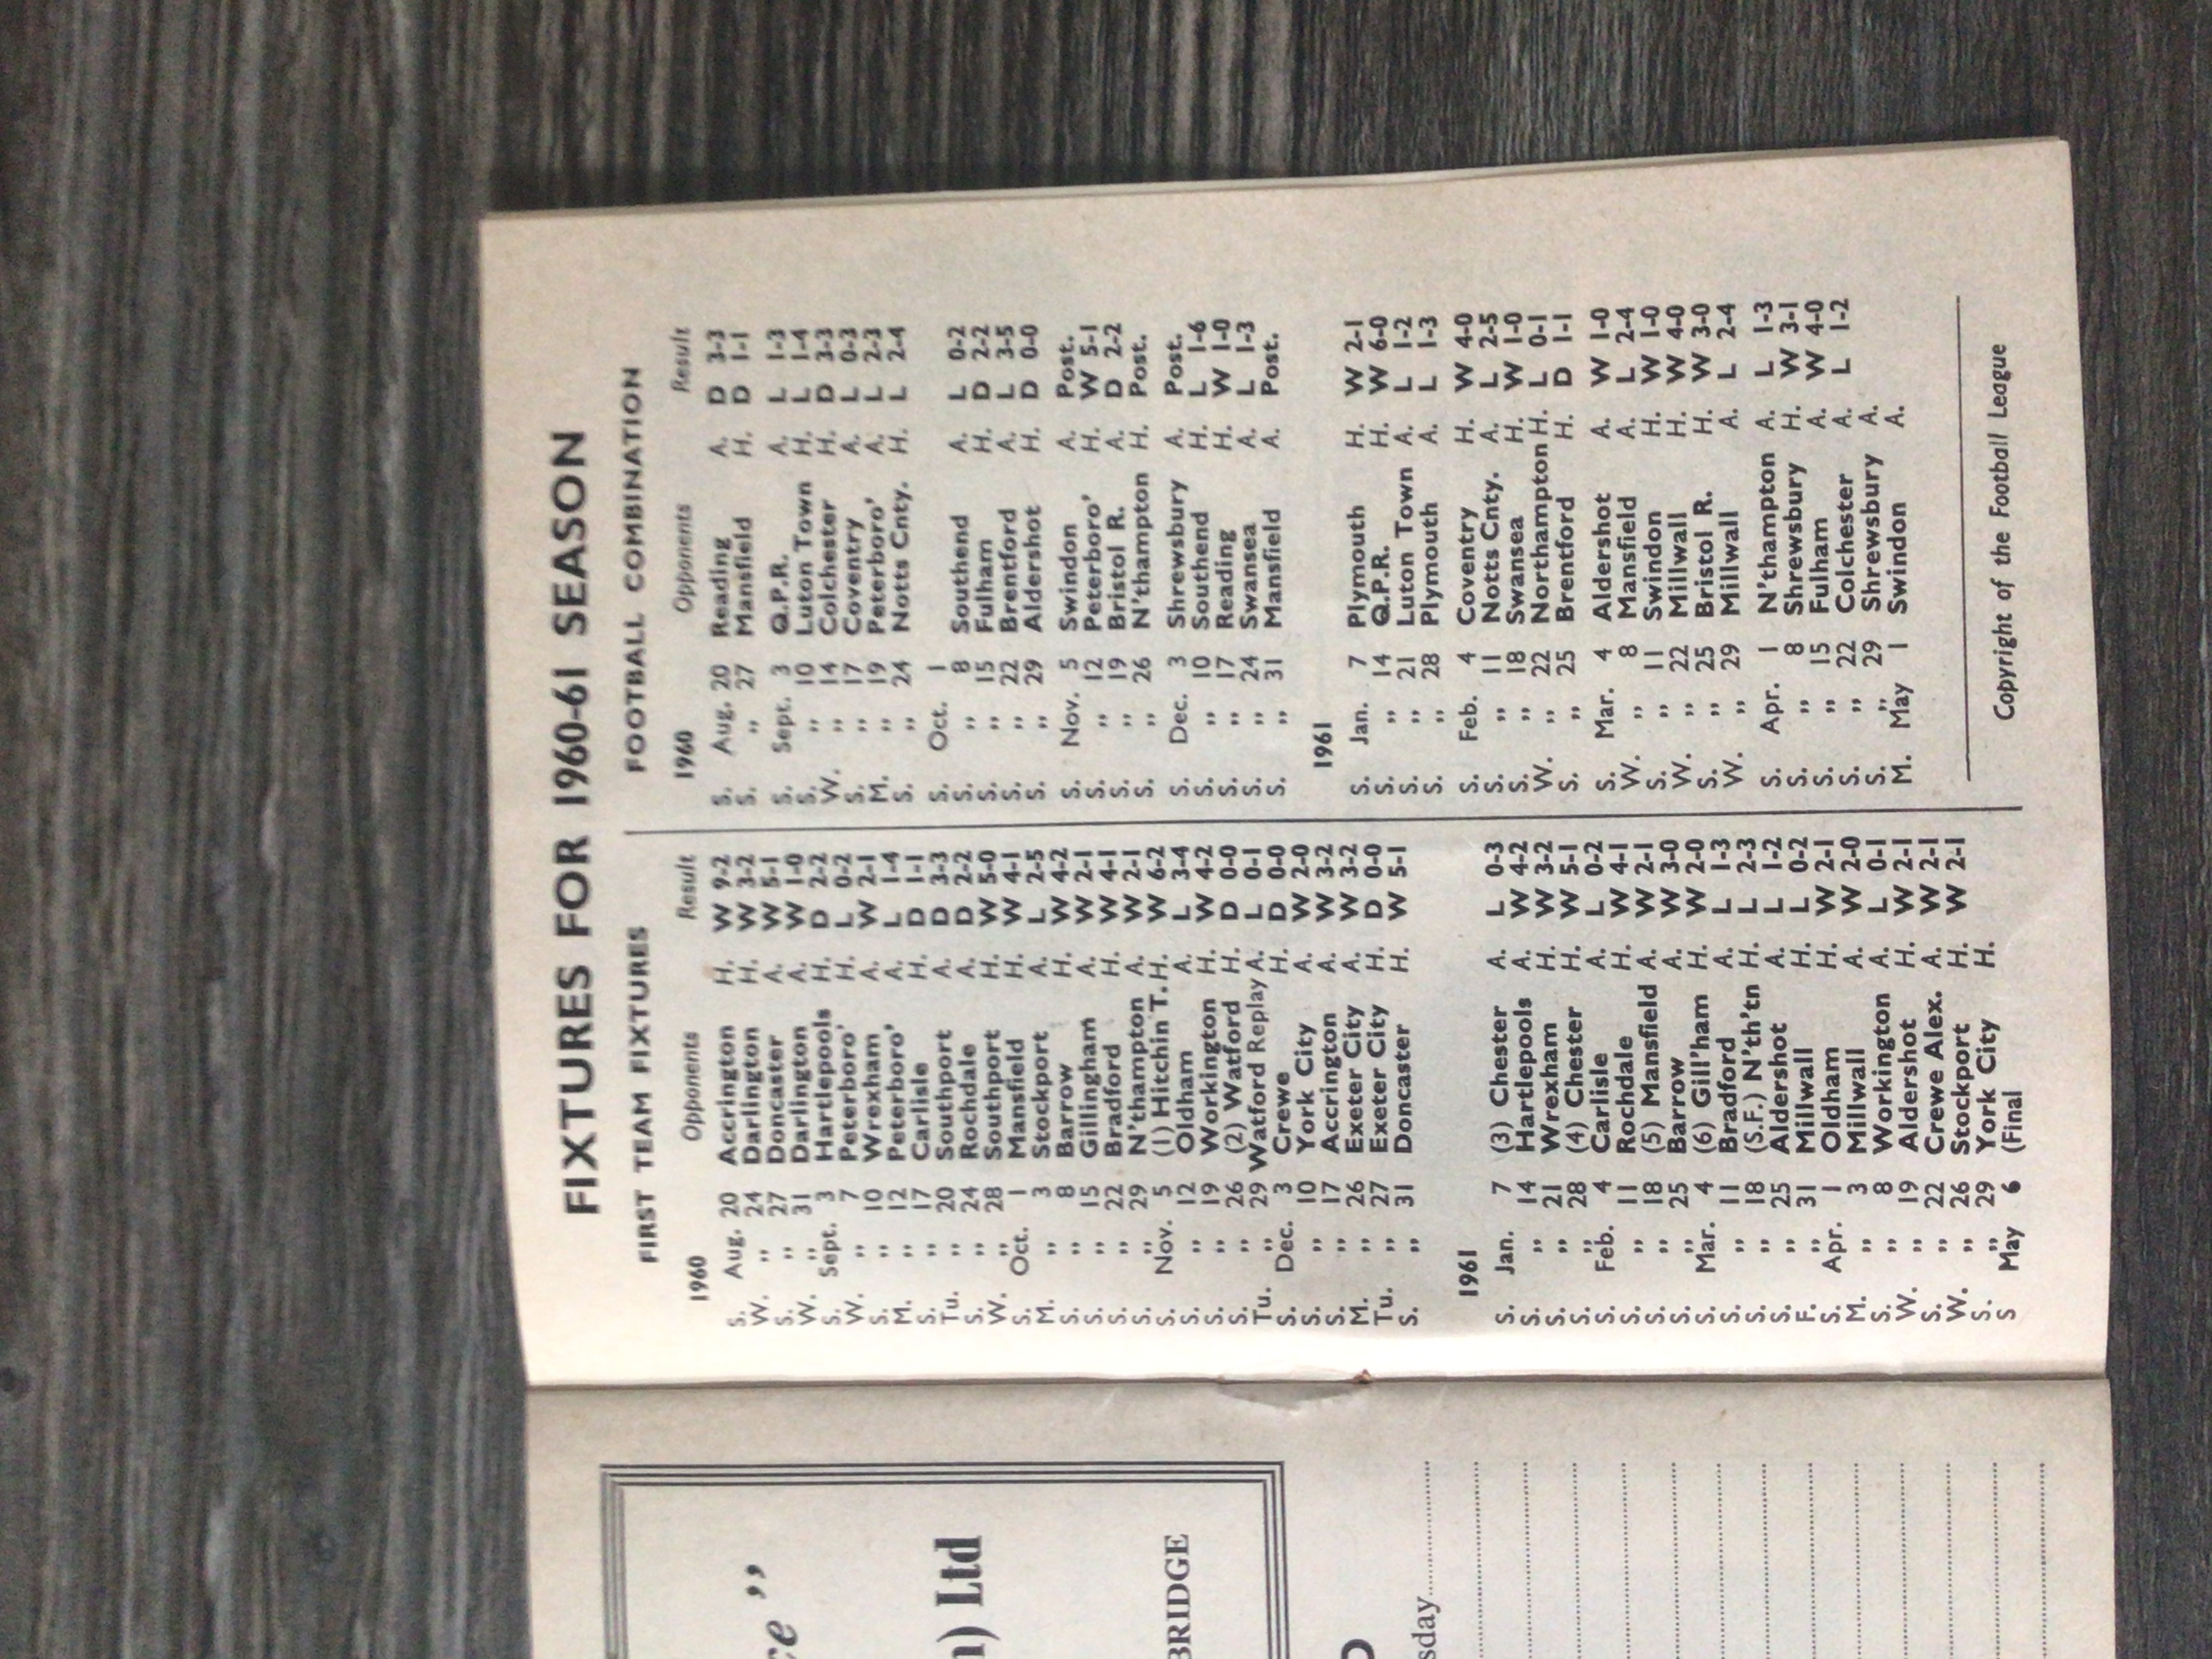 ce"
n) Ltd
BRIDGE
D
sday
FIXTURES FOR 1960-61 SEASON
FIRST TEAM FIXTURES
1960 Opponents Result
S. Aug. 20 Accrington H. W 9-2
W. ,, 24 Darlington H. W 3-2
S. ,, 27 Doncaster A. W 5-1
W. ,, 31 Darlington A. W 1-0
S. Sept. 3 Hartlepools H. D 2-2
W. ,, 7 Peterboro' H. L 0-2
S. ,, 10 Wrexham A. W 2-1
M. ,, 12 Peterboro' A. L 1-4
S. ,, 17 Carlisle H. D 1-1
Tu. ,, 20 Southport A. D 3-3
S. ,, 24 Rochdale A. D 2-2
W. ,, 28 Southport H. W 5-0
S. Oct. 1 Mansfield H. W 4-1
M. ,, 3 Stockport A. L 2-5
S. ,, 8 Barrow H. W 4-2
S. ,, 15 Gillingham A. W 2-1
S. ,, 22 Bradford H. W 4-1
S. ,, 29 N'thampton A. W 2-1
S. Nov. 5 (1) Hitchin T. H. W 6-2
S. ,, 12 Oldham A. L 3-4
S. ,, 19 Workington H. W 4-2
S. ,, 26 (2) Watford H. D 0-0
Tu. ,, 29 Watford Replay A. L 0-1
S. Dec. 3 Crewe H. D 0-0
S. ,, 10 York City A. W 2-0
S. ,, 17 Accrington A. W 3-2
M. ,, 26 Exeter City A. W 3-2
Tu. ,, 27 Exeter City H. D 0-0
S. ,, 31 Doncaster H. W 5-1
1961
S. Jan. 7 (3) Chester A. L 0-3
S. ,, 14 Hartlepools A. W 4-2
S. ,, 21 Wrexham H. W 3-2
S. ,, 28 (4) Chester H. W 5-1
S. Feb. 4 Carlisle A. L 0-2
S. ,, 11 Rochdale H. W 4-1
S. ,, 18 (5) Mansfield A. W 2-1
S. ,, 25 Barrow A. W 3-0
S. Mar. 4 (6) Gill'ham H. W 2-0
S. ,, 11 Bradford A. L 1-3
S. ,, 18 (S.F.) N'th'tn H. L 2-3
S. ,, 25 Aldershot A. L 1-2
F. ,, 31 Millwall H. L 0-2
S. Apr. 1 Oldham H. W 2-1
M. ,, 3 Millwall A. W 2-0
S. ,, 8 Workington A. L 0-1
W. ,, 19 Aldershot H. W 2-1
S. ,, 22 Crewe Alex. A. W 2-1
W. ,, 26 Stockport H. W 2-1
S. ,, 29 York City H.
S May 6 (Final
FOOTBALL COMBINATION
1960 Opponents Result
S. Aug. 20 Reading A. D 3-3
S. ,, 27 Mansfield H. D 1-1
S. Sept. 3 Q.P.R. A. L 1-3
S. ,, 10 Luton Town H. L 1-4
W. ,, 14 Colchester H. D 3-3
S. ,, 17 Coventry A. L 0-3
M. ,, 19 Peterboro' A. L 2-3
S. ,, 24 Notts Cnty. H. L 2-4
S. Oct. 1
S. ,, 8 Southend A. L 0-2
S. ,, 15 Fulham H. D 2-2
S. ,, 22 Brentford A. L 3-5
S. ,, 29 Aldershot H. D 0-0
S. Nov. 5 Swindon A. Post.
S. ,, 12 Peterboro' H. W 5-1
S. ,, 19 Bristol R. A. D 2-2
S. ,, 26 N'thampton H. Post.
S. Dec. 3 Shrewsbury A. Post.
S. ,, 10 Southend H. L 1-6
S. ,, 17 Reading H. W 1-0
S. ,, 24 Swansea A. L 1-3
S. ,, 31 Mansfield A. Post.
1961
S. Jan. 7 Plymouth H. W 2-1
S. ,, 14 Q.P.R. H. W 6-0
S. ,, 21 Luton Town A. L 1-2
S. ,, 28 Plymouth A. L 1-3
S. Feb. 4 Coventry H. W 4-0
S. ,, 11 Notts Cnty. A. L 2-5
S. ,, 18 Swansea H. W 1-0
W. ,, 22 Northampton H. L 0-1
S. ,, 25 Brentford H. D 1-1
S. Mar. 4 Aldershot A. W 1-0
W. ,, 8 Mansfield A. L 2-4
S. ,, 11 Swindon H. W 1-0
W. ,, 22 Millwall H. W 4-0
S. ,, 25 Bristol R. H. W 3-0
W. ,, 29 Millwall A. L 2-4
S. Apr. 1 N'thampton A. L 1-3
S. ,, 8 Shrewsbury H. W 3-1
S. ,, 15 Fulham A. W 4-0
S. ,, 22 Colchester A. L 1-2
S. ,, 29 Shrewsbury A.
M. May 1 Swindon A.
Copyright of the Football League